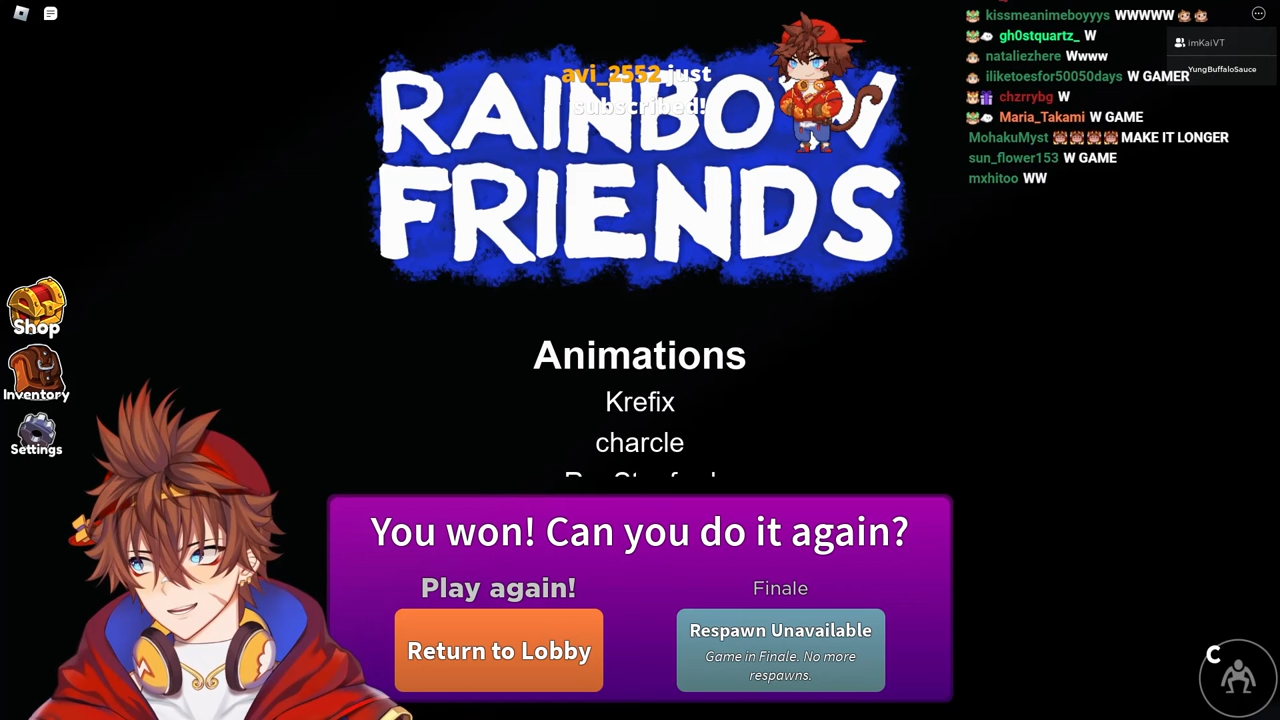 kissmeanimeboyyys WWWWW
gh0stquartz_ W
nataliezhere Wwww
iliketoesfor50050days W GAMER
chzrrybg W
Maria_Takami W GAME
MohakuMyst MAKE IT LONGER
sun_flower153 W GAME
mxhitoo WW
imKaiVT
YungBuffaloSauce
avi_2552 just
subscribed!
RAINBOW
FRIENDS
Shop
Inventory
Settings
Animations
Krefix
charcle
You won! Can you do it again?
Play again!
Return to Lobby
Finale
Respawn Unavailable
Game in Finale. No more
respawns.
C